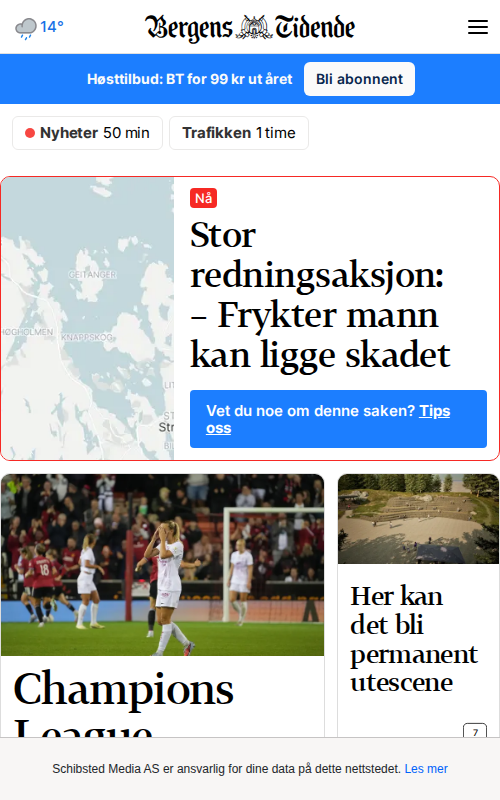 14°
Bergens Tidende
Høsttilbud: BT for 99 kr ut året
Bli abonnent
Nyheter 50 min
Trafikken 1 time
GEITANGER
HØGHOLMEN
KNAPPSKOG
Nå
Stor
redningsaksjon:
– Frykter mann
kan ligge skadet
Vet du noe om denne saken? Tips
oss
18
Champions
League
Her kan
det bli
permanent
utescene
7
Schibsted Media AS er ansvarlig for dine data på dette nettstedet. Les mer